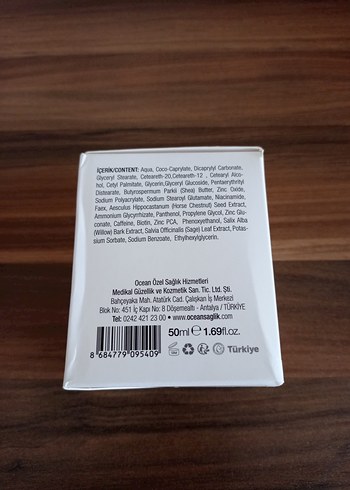 İÇERİK/CONTENT: Aqua, Coco-Caprylate, Dicaprylyl Carbonate,
Glyceryl Stearate, Ceteareth-20,Ceteareth-12 , Cetearyl Alco-
hol, Cetyl Palmitate, Glycerin,Glyceryl Glucoside, Pentaerythrityl
Distearate, Butyrospermum Parkii (Shea) Butter, Zinc Oxide,
Sodium Polyacrylate, Sodium Stearoyl Glutamate, Niacinamide,
Faex, Aesculus Hippocastanum (Horse Chestnut) Seed Extract,
Ammonium Glycyrrhizate, Panthenol, Propylene Glycol, Zinc Glu-
conate, Caffeine, Biotin, Zinc PCA, Phenoxyethanol, Salix Alba
(Willow) Bark Extract, Salvia Officinalis (Sage) Leaf Extract, Potas-
sium Sorbate, Sodium Benzoate, Ethylhexylglycerin.
Ocean Özel Sağlık Hizmetleri
Medikal Güzellik ve Kozmetik San. Tic. Ltd. Şti.
Bahçeyaka Mah. Atatürk Cad. Çalışkan İş Merkezi
Blok No: 451 İç Kapı No: 8 Döşemealtı -
Antalya / TÜRKİYE
Tel: 0242 421 23 00 • www.oceansaglik.com
50ml ℮ 1.69fl.oz.
8 684779 095409
Türkiye